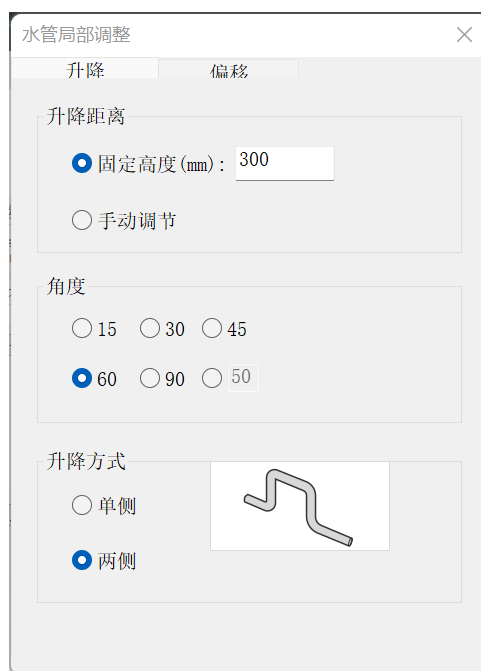 水管局部调整
升降 偏移
升降距离
固定高度(mm): 300
手动调节
角度
15 30 45
60 90 50
升降方式
单侧
两侧